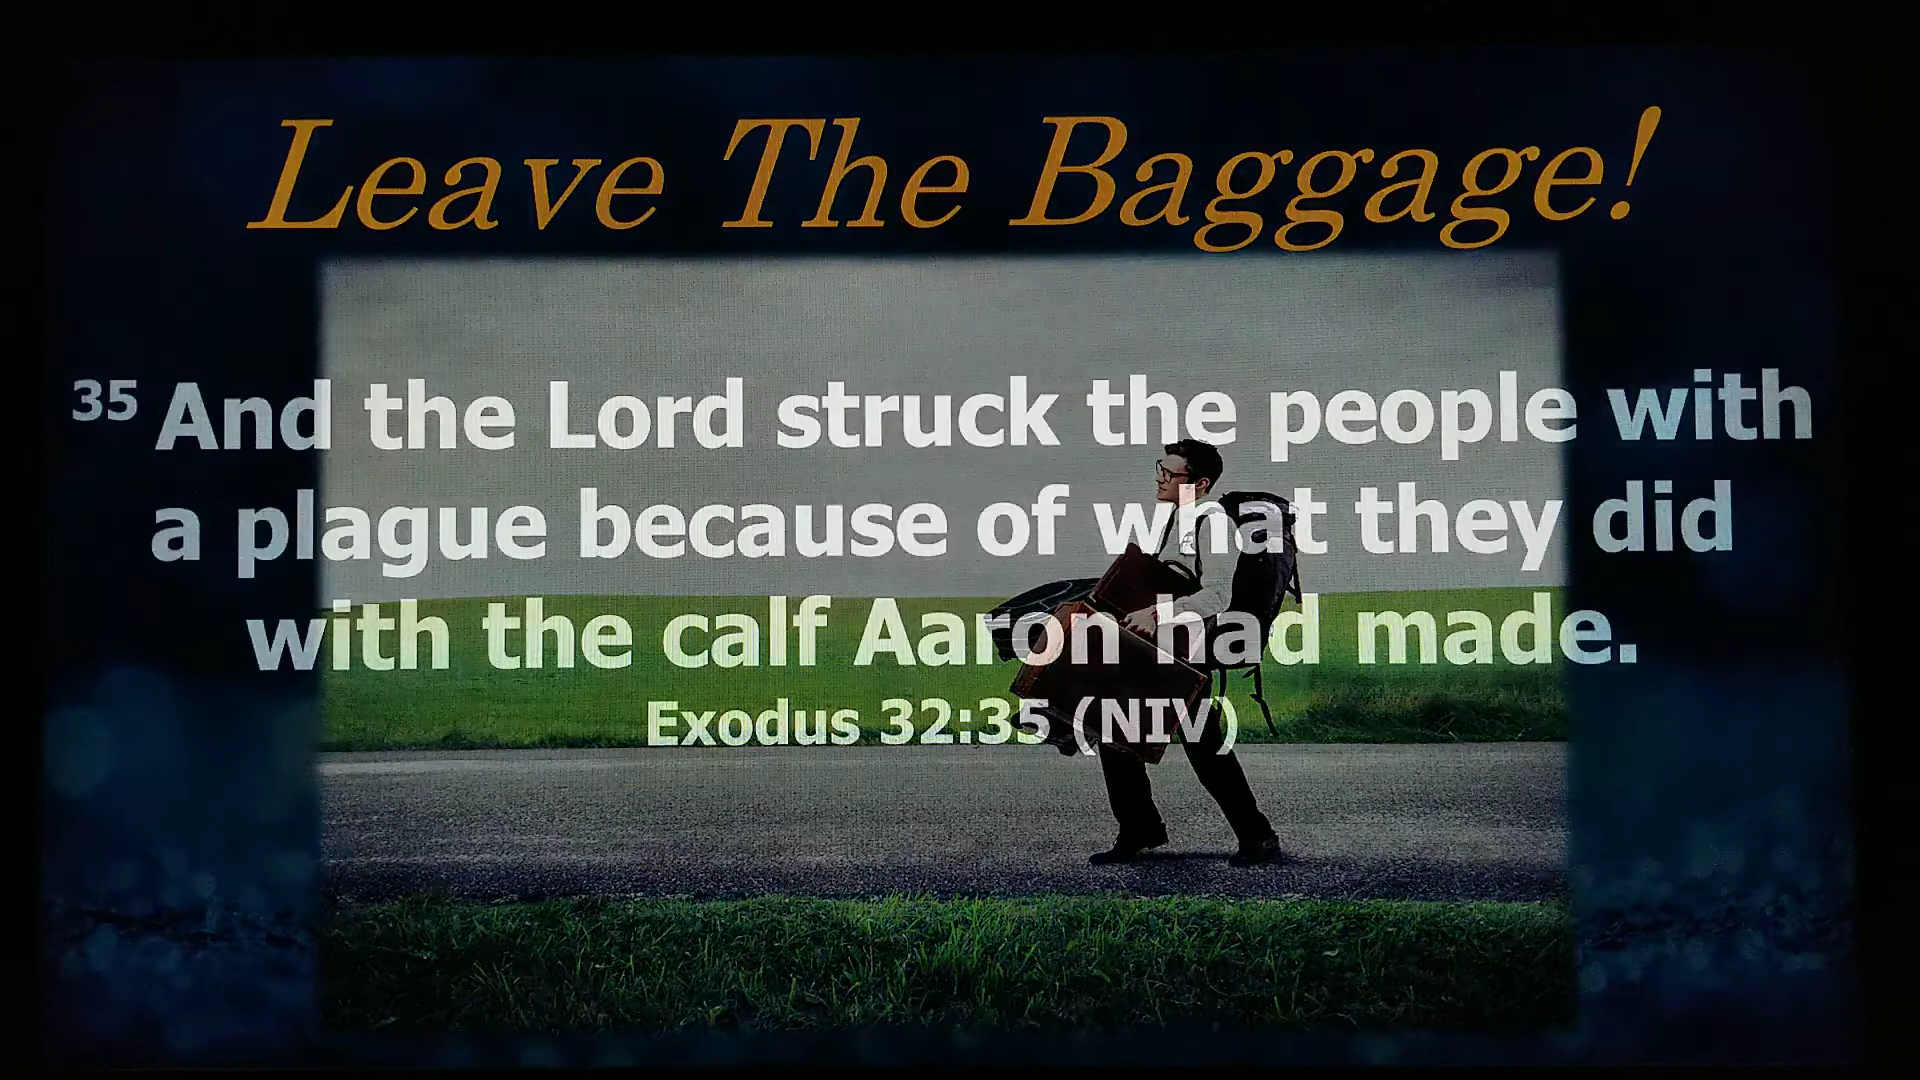 Leave The Baggage!
35 And the Lord struck the people with
a plague because of what they did
with the calf Aaron had made.
Exodus 32:35 (NIV)